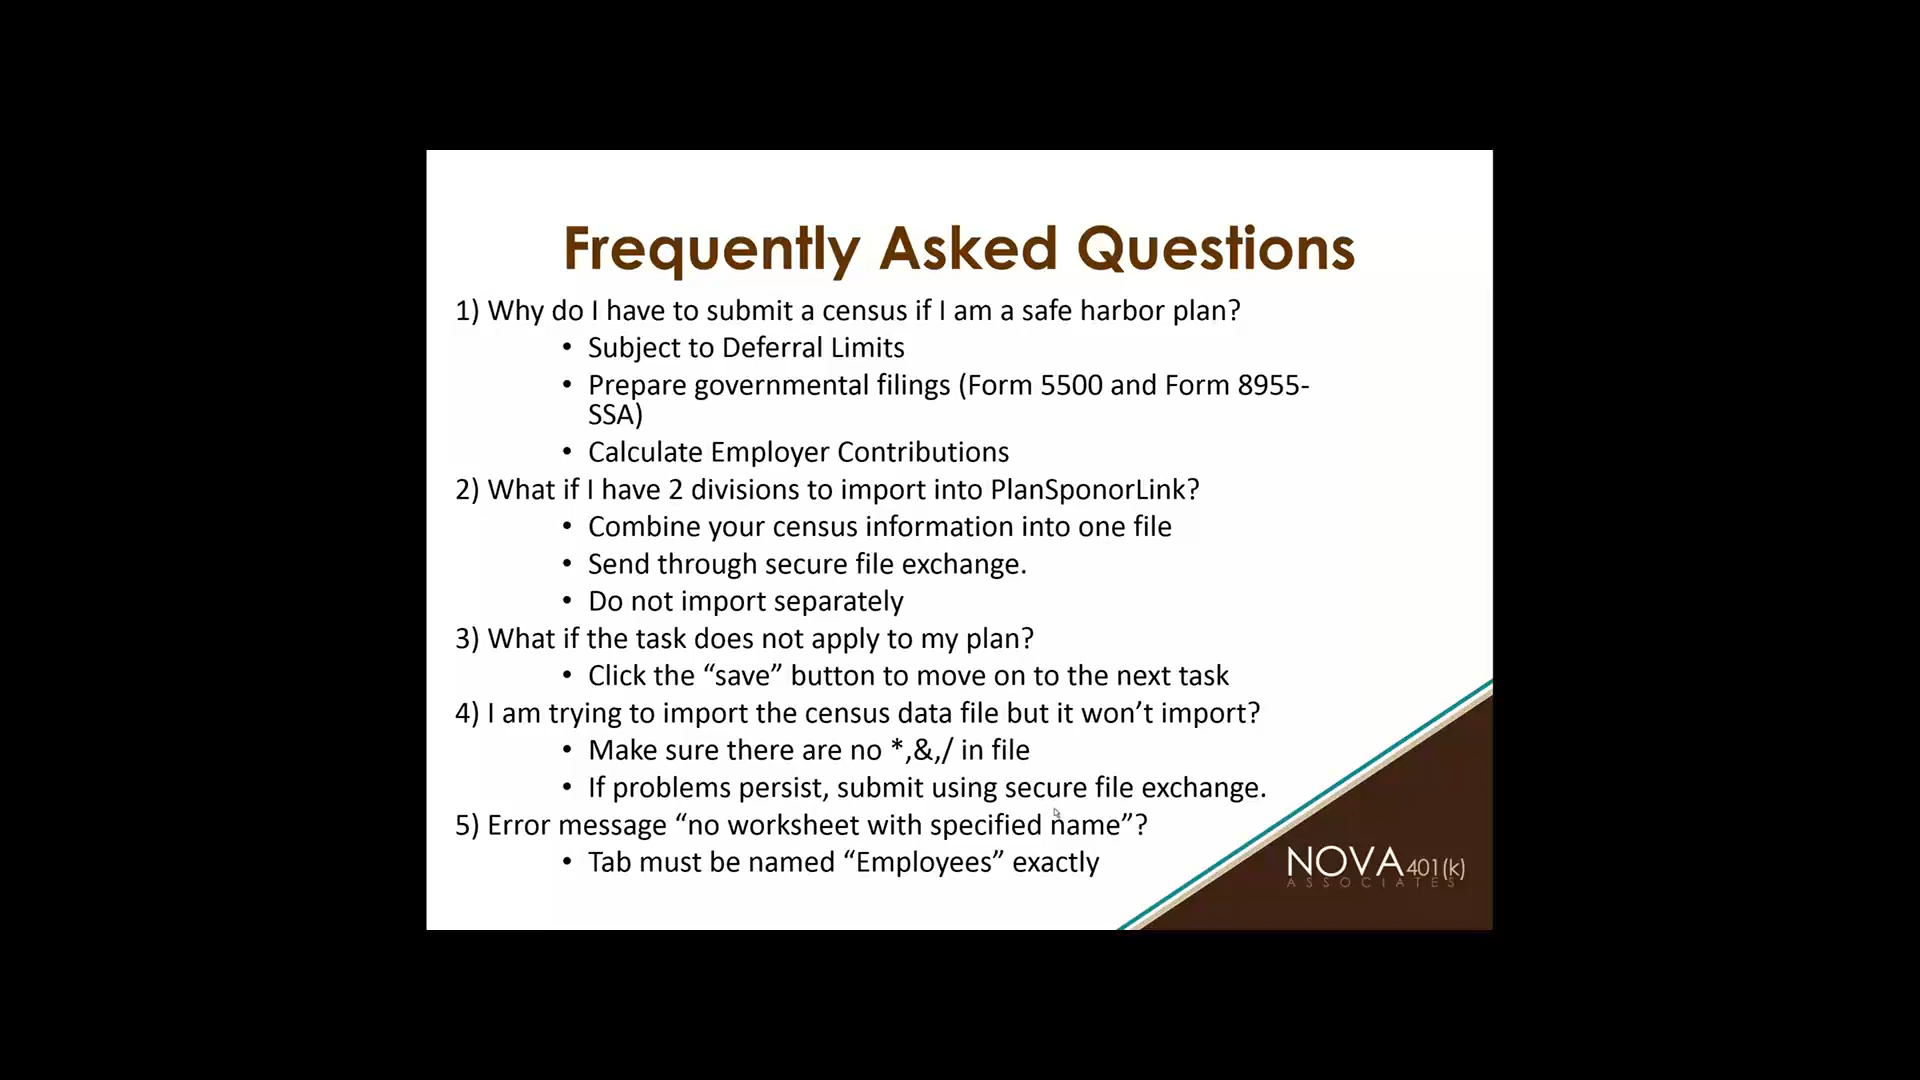 Frequently Asked Questions
1) Why do I have to submit a census if I am a safe harbor plan?
• Subject to Deferral Limits
• Prepare governmental filings (Form 5500 and Form 8955-
SSA)
• Calculate Employer Contributions
2) What if I have 2 divisions to import into PlanSponorLink?
• Combine your census information into one file
• Send through secure file exchange.
• Do not import separately
3) What if the task does not apply to my plan?
• Click the “save” button to move on to the next task
4) I am trying to import the census data file but it won’t import?
• Make sure there are no *,&,/ in file
• If problems persist, submit using secure file exchange.
5) Error message “no worksheet with specified name”?
• Tab must be named “Employees” exactly
NOVA 401(k)
ASSOCIATES